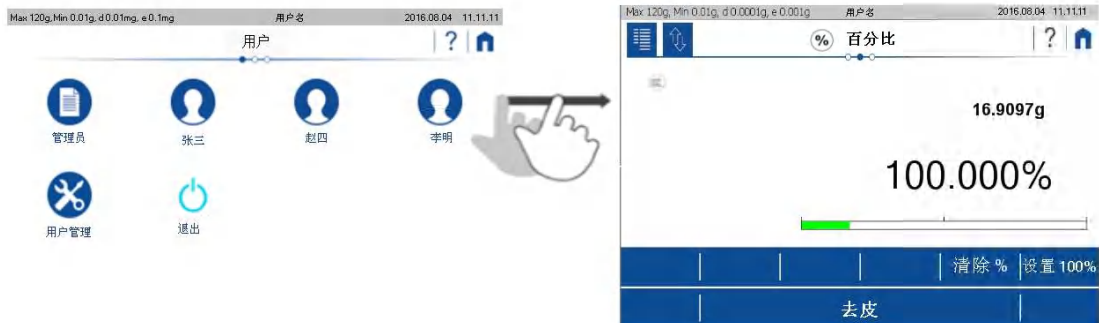 Max 120g,Min 0.01g. d 0.01mg, e 0.1mg 用户名 2016.08.04 11.11.11
用户 ?
管理员 张三 赵四 李明
用户管理 退出
Max 120g, Min 0.01g, d 0.0001g, e 0.001g 用户名 2016.08.04 11.11.11
% 百分比 ?
16.9097g
100.000%
清除 % 设置 100%
去皮